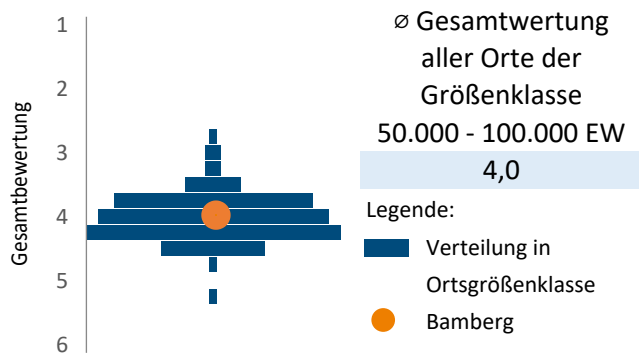 Gesamtbewertung
1
2
3
4
5
6
⌀ Gesamtwertung
aller Orte der
Größenklasse
50.000 - 100.000 EW
4,0
Legende:
Verteilung in
Ortsgrößenklasse
Bamberg